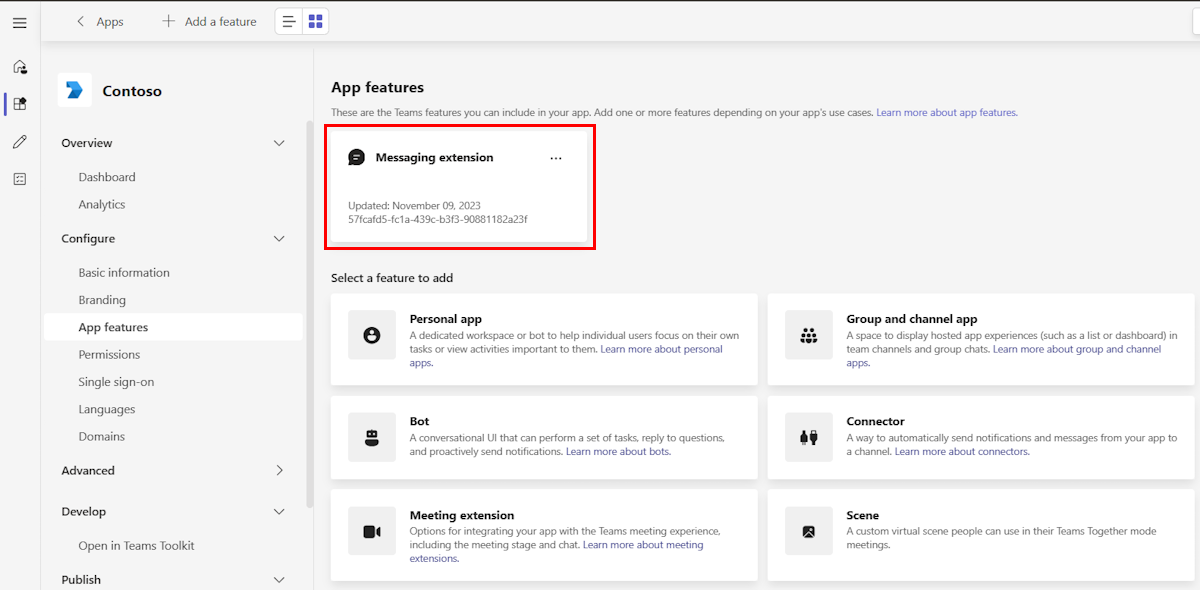 Apps
Add a feature
Contoso
Overview
Dashboard
Analytics
Configure
Basic information
Branding
App features
Permissions
Single sign-on
Languages
Domains
Advanced
Develop
Open in Teams Toolkit
Publish
App features
These are the Teams features you can include in your app. Add one or more features depending on your app's use cases. Learn more about app features.
Messaging extension
Updated: November 09, 2023
57fcafd5-fc1a-439c-b3f3-90881182a23f
Select a feature to add
Personal app
A dedicated workspace or bot to help individual users focus on their own
tasks or view activities important to them. Learn more about personal
apps.
Group and channel app
A space to display hosted app experiences (such as a list or dashboard) in
team channels and group chats. Learn more about group and channel
apps.
Bot
A conversational UI that can perform a set of tasks, reply to questions,
and proactively send notifications. Learn more about bots.
Connector
A way to automatically send notifications and messages from your app to
a channel. Learn more about connectors.
Meeting extension
Options for integrating your app with the Teams meeting experience,
including the meeting stage and chat. Learn more about meeting
extensions.
Scene
A custom virtual scene people can use in their Teams Together mode
meetings.